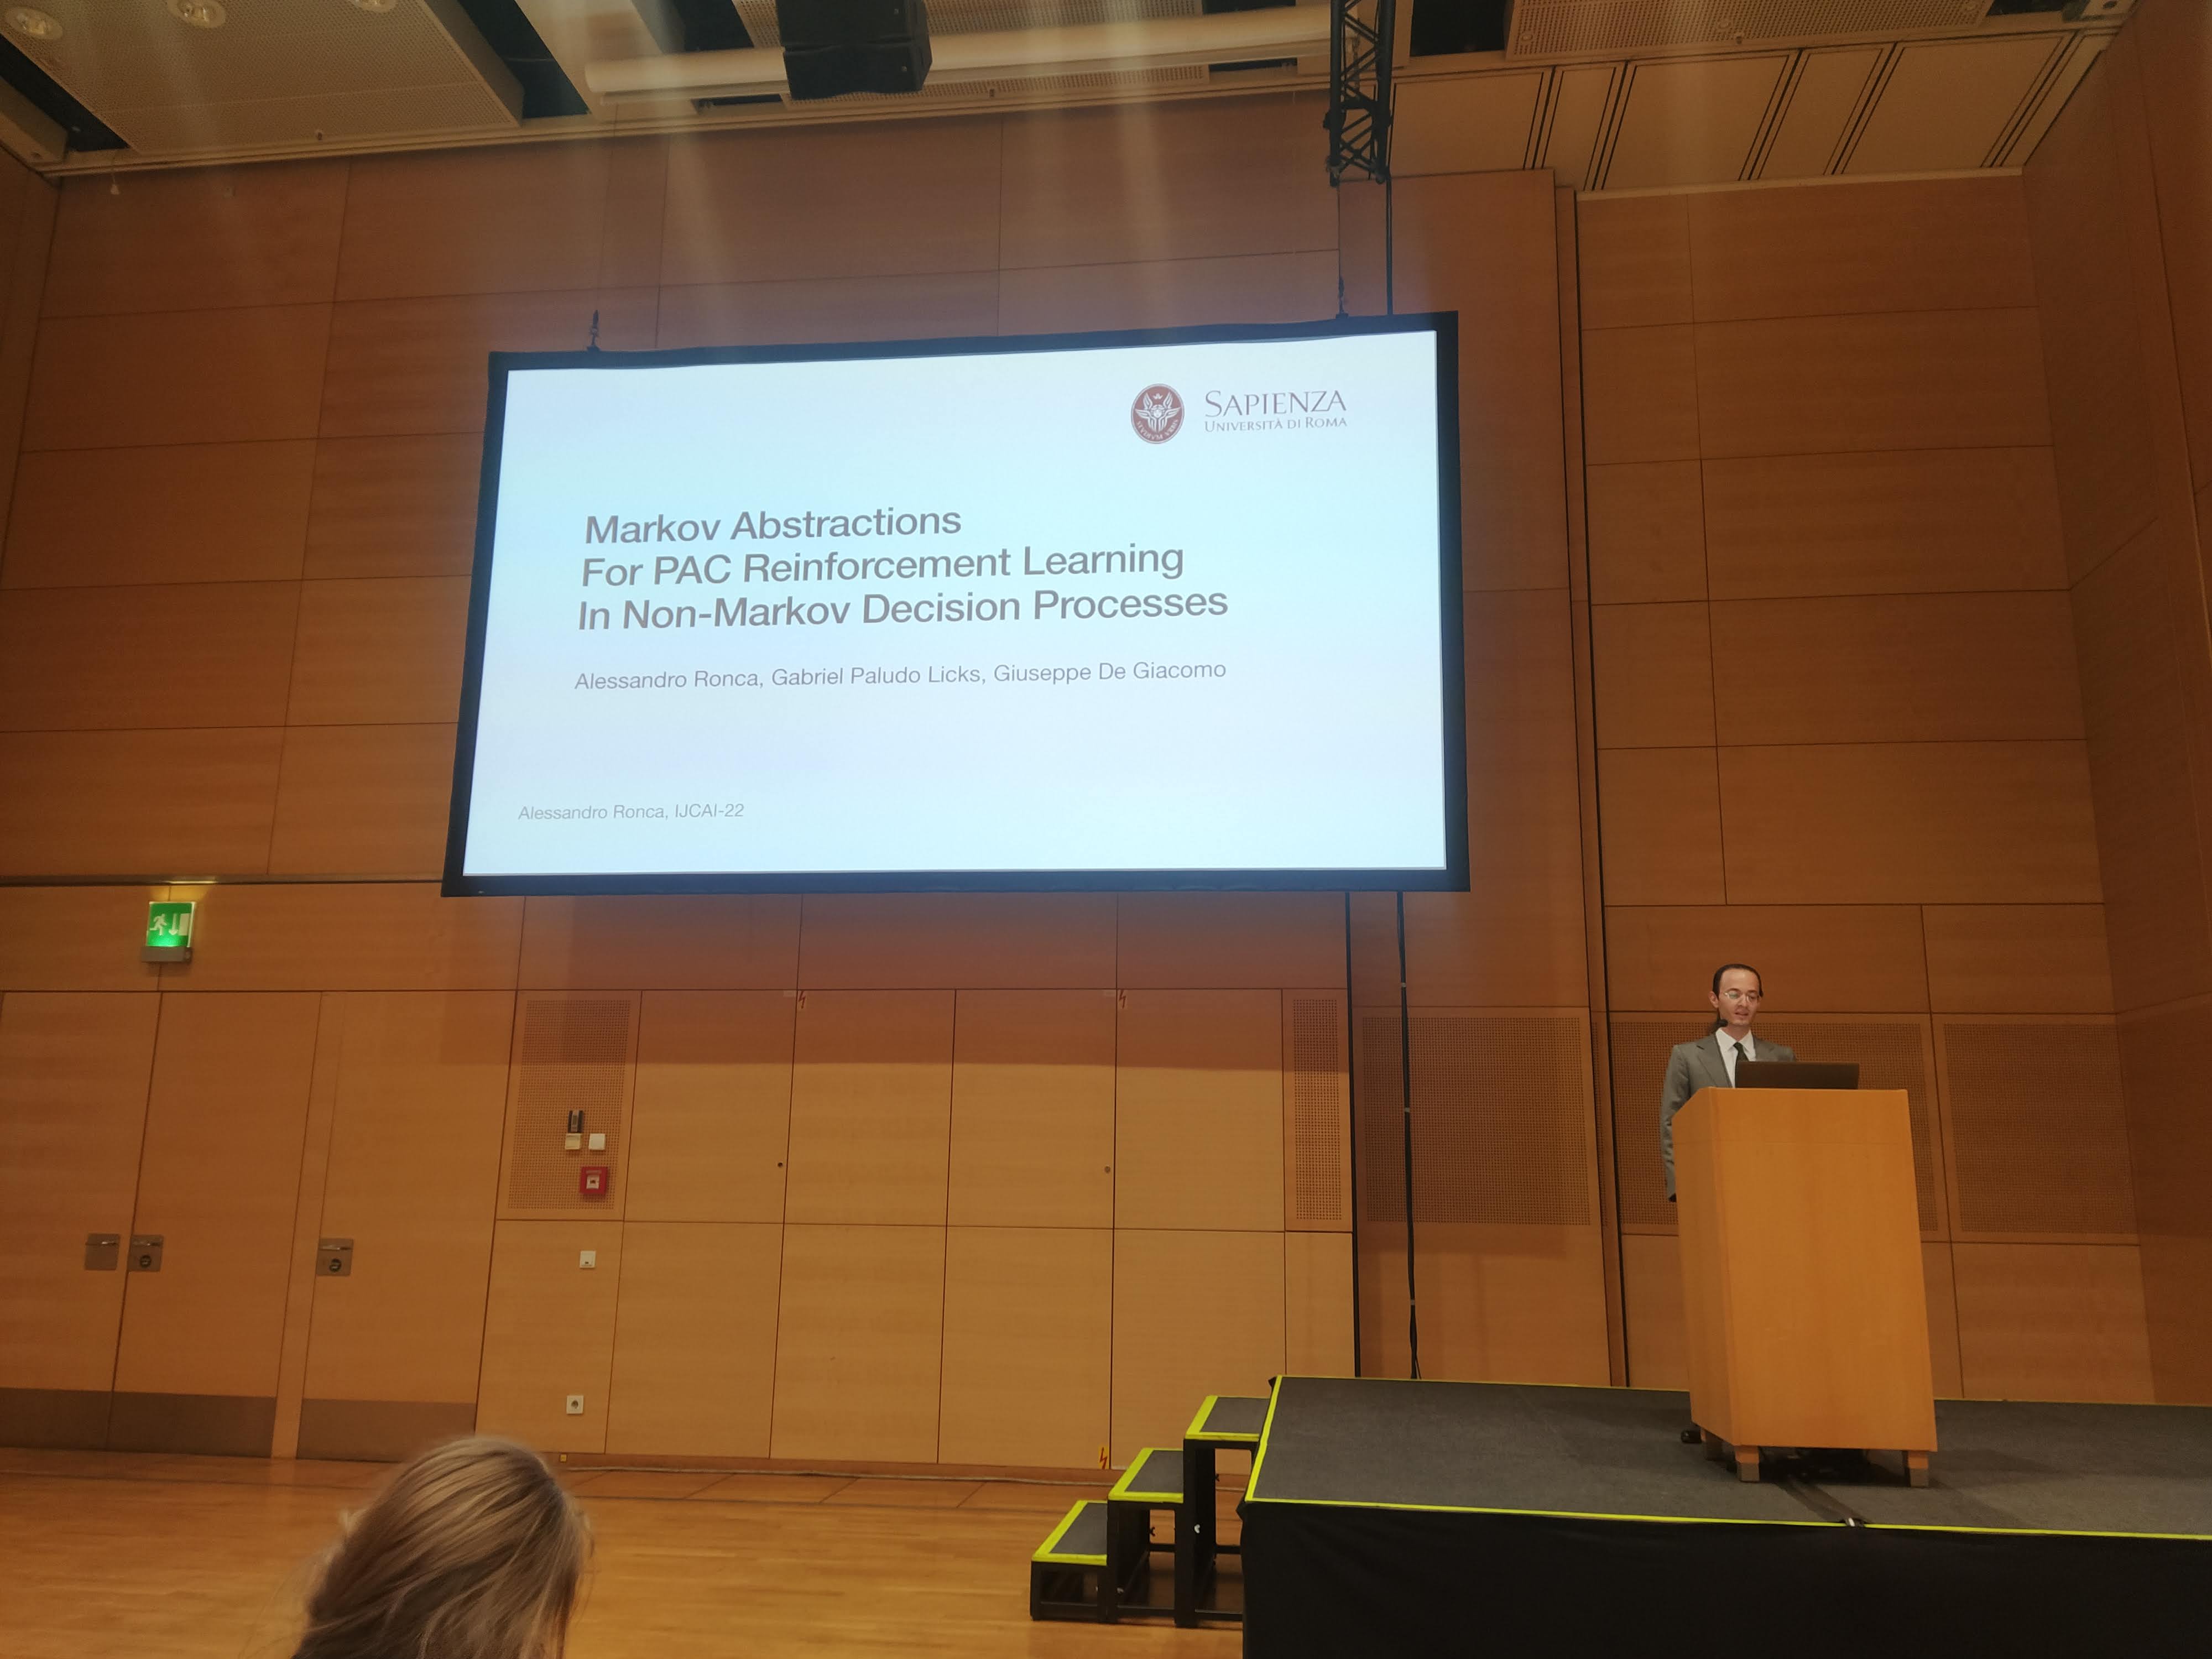 SAPIENZA
UNIVERSITÀ DI ROMA
Markov Abstractions
For PAC Reinforcement Learning
In Non-Markov Decision Processes
Alessandro Ronca, Gabriel Paludo Licks, Giuseppe De Giacomo
Alessandro Ronca, IJCAI-22